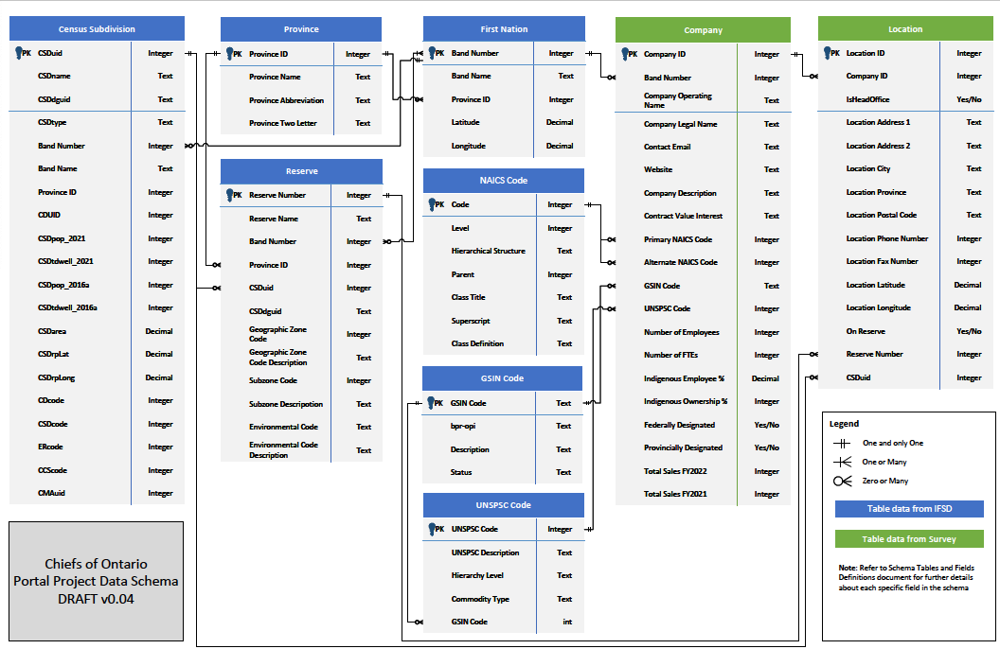 Census Subdivision
PK CSDuid Integer
CSDname Text
CSDdguid Text
CSDtype Text
Band Number Integer
Band Name Text
Province ID Integer
CDUID Integer
CSDpop_2021 Integer
CSDtdwell_2021 Integer
CSDpop_2016a Integer
CSDtdwell_2016a Integer
CSDarea Decimal
CSDrpLat Decimal
CSDrpLong Decimal
CDcode Integer
CSDcode Integer
ERcode Integer
CCScode Integer
CMAuid Integer
Chiefs of Ontario
Portal Project Data Schema
DRAFT v0.04
Province
PK Province ID Integer
Province Name Text
Province Abbreviation Text
Province Two Letter Text
Reserve
PK Reserve Number Integer
Reserve Name Text
Band Number Integer
Province ID Integer
CSDuid Integer
CSDdguid Text
Geographic Zone
Code Integer
Geographic Zone
Code Description Text
Subzone Code Integer
Subzone Descripotion Text
Environmental Code Text
Environmental Code
Description Text
First Nation
PK Band Number Integer
Band Name Text
Province ID Integer
Latitude Decimal
Longitude Decimal
NAICS Code
PK Code Integer
Level Integer
Hierarchical Structure Text
Parent Integer
Class Title Text
Superscript Text
Class Definition Text
GSIN Code
PK GSIN Code Text
bpr-opi Text
Description Text
Status Text
UNSPSC Code
PK UNSPSC Code Integer
UNSPSC Description Text
Hierarchy Level Text
Commodity Type Text
GSIN Code int
Company
PK Company ID Integer
Band Number Integer
Company Operating
Name Text
Company Legal Name Text
Contact Email Text
Website Text
Company Description Text
Contract Value Interest Text
Primary NAICS Code Integer
Alternate NAICS Code Integer
GSIN Code Text
UNSPSC Code Integer
Number of Employees Integer
Number of FTEs Integer
Indigenous Employee % Decimal
Indigenous Ownership % Integer
Federally Designated Yes/No
Provincially Designated Yes/No
Total Sales FY2022 Integer
Total Sales FY2021 Integer
Location
PK Location ID Integer
Company ID Integer
IsHeadOffice Yes/No
Location Address 1 Text
Location Address 2 Text
Location City Text
Location Province Text
Location Postal Code Text
Location Phone Number Integer
Location Fax Number Integer
Location Latitude Decimal
Location Longitude Decimal
On Reserve Yes/No
Reserve Number Integer
CSDuid Integer
Legend
One and only One
One or Many
Zero or Many
Table data from IFSD
Table data from Survey
Note: Refer to Schema Tables and Fields
Definitions document for further details
about each specific field in the schema